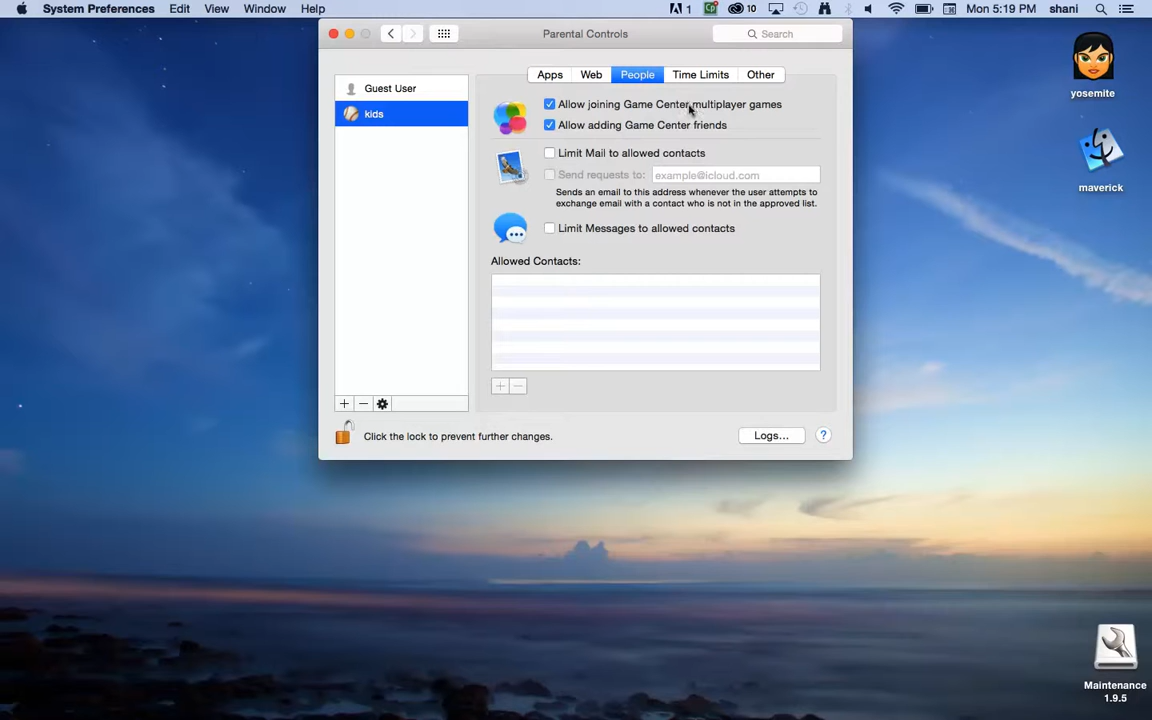 System Preferences Edit View Window Help 1 10 Mon 5:19 PM shani
Parental Controls
Search
Guest User
kids
Apps Web People Time Limits Other
Allow joining Game Center multiplayer games
Allow adding Game Center friends
Limit Mail to allowed contacts
Send requests to: example@icloud.com
Sends an email to this address whenever the user attempts to
exchange email with a contact who is not in the approved list.
Limit Messages to allowed contacts
Allowed Contacts:
+ −
+ −
Click the lock to prevent further changes.
Logs... ?
yosemite
maverick
Maintenance
1.9.5